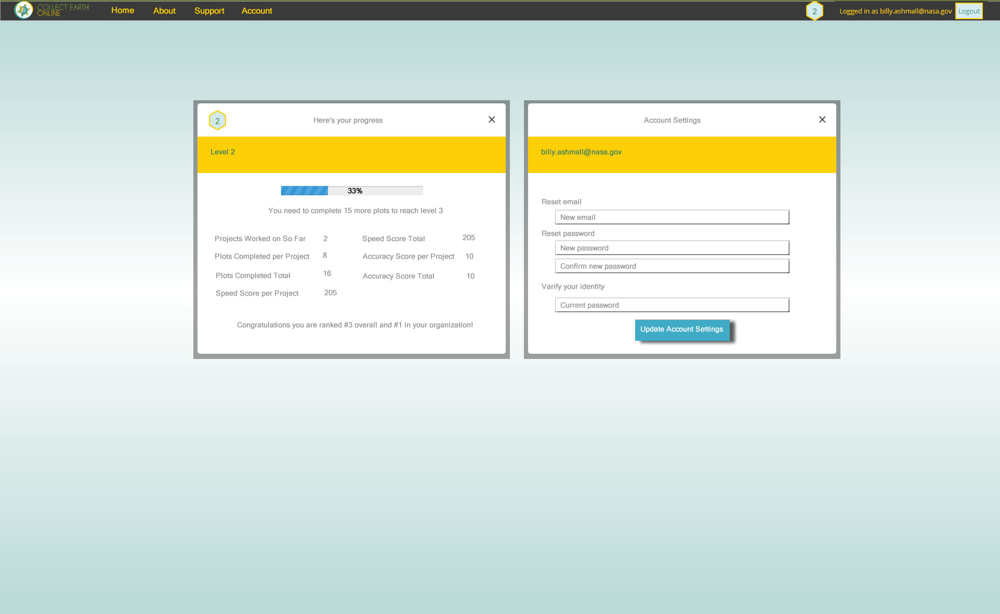 COLLECT EARTH
ONLINE
Home About Support Account
2
Logged in as billy.ashmall@nasa.gov
Logout
2
Here's your progress
Level 2
33%
You need to complete 15 more plots to reach level 3
Projects Worked on So Far 2
Plots Completed per Project 8
Plots Completed Total 16
Speed Score per Project 205
Speed Score Total 205
Accuracy Score per Project 10
Accuracy Score Total 10
Congratulations you are ranked #3 overall and #1 in your organization!
Account Settings
billy.ashmall@nasa.gov
Reset email
New email
Reset password
New password
Confirm new password
Varify your identity
Current password
Update Account Settings